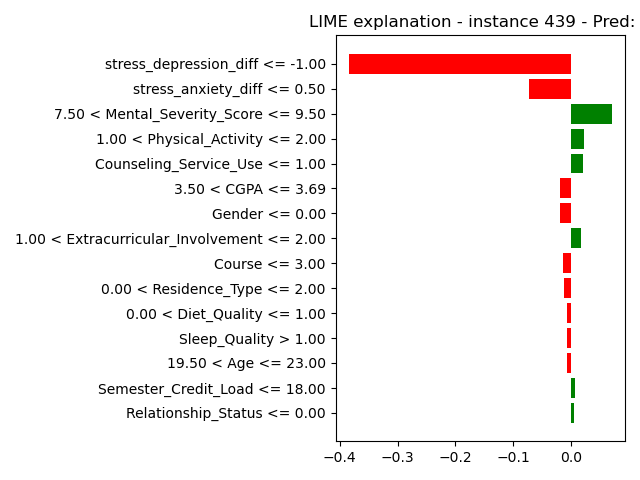 LIME explanation - instance 439 - Pred:
stress_depression_diff <= -1.00
stress_anxiety_diff <= 0.50
7.50 < Mental_Severity_Score <= 9.50
1.00 < Physical_Activity <= 2.00
Counseling_Service_Use <= 1.00
3.50 < CGPA <= 3.69
Gender <= 0.00
1.00 < Extracurricular_Involvement <= 2.00
Course <= 3.00
0.00 < Residence_Type <= 2.00
0.00 < Diet_Quality <= 1.00
Sleep_Quality > 1.00
19.50 < Age <= 23.00
Semester_Credit_Load <= 18.00
Relationship_Status <= 0.00
−0.4 −0.3 −0.2 −0.1 0.0